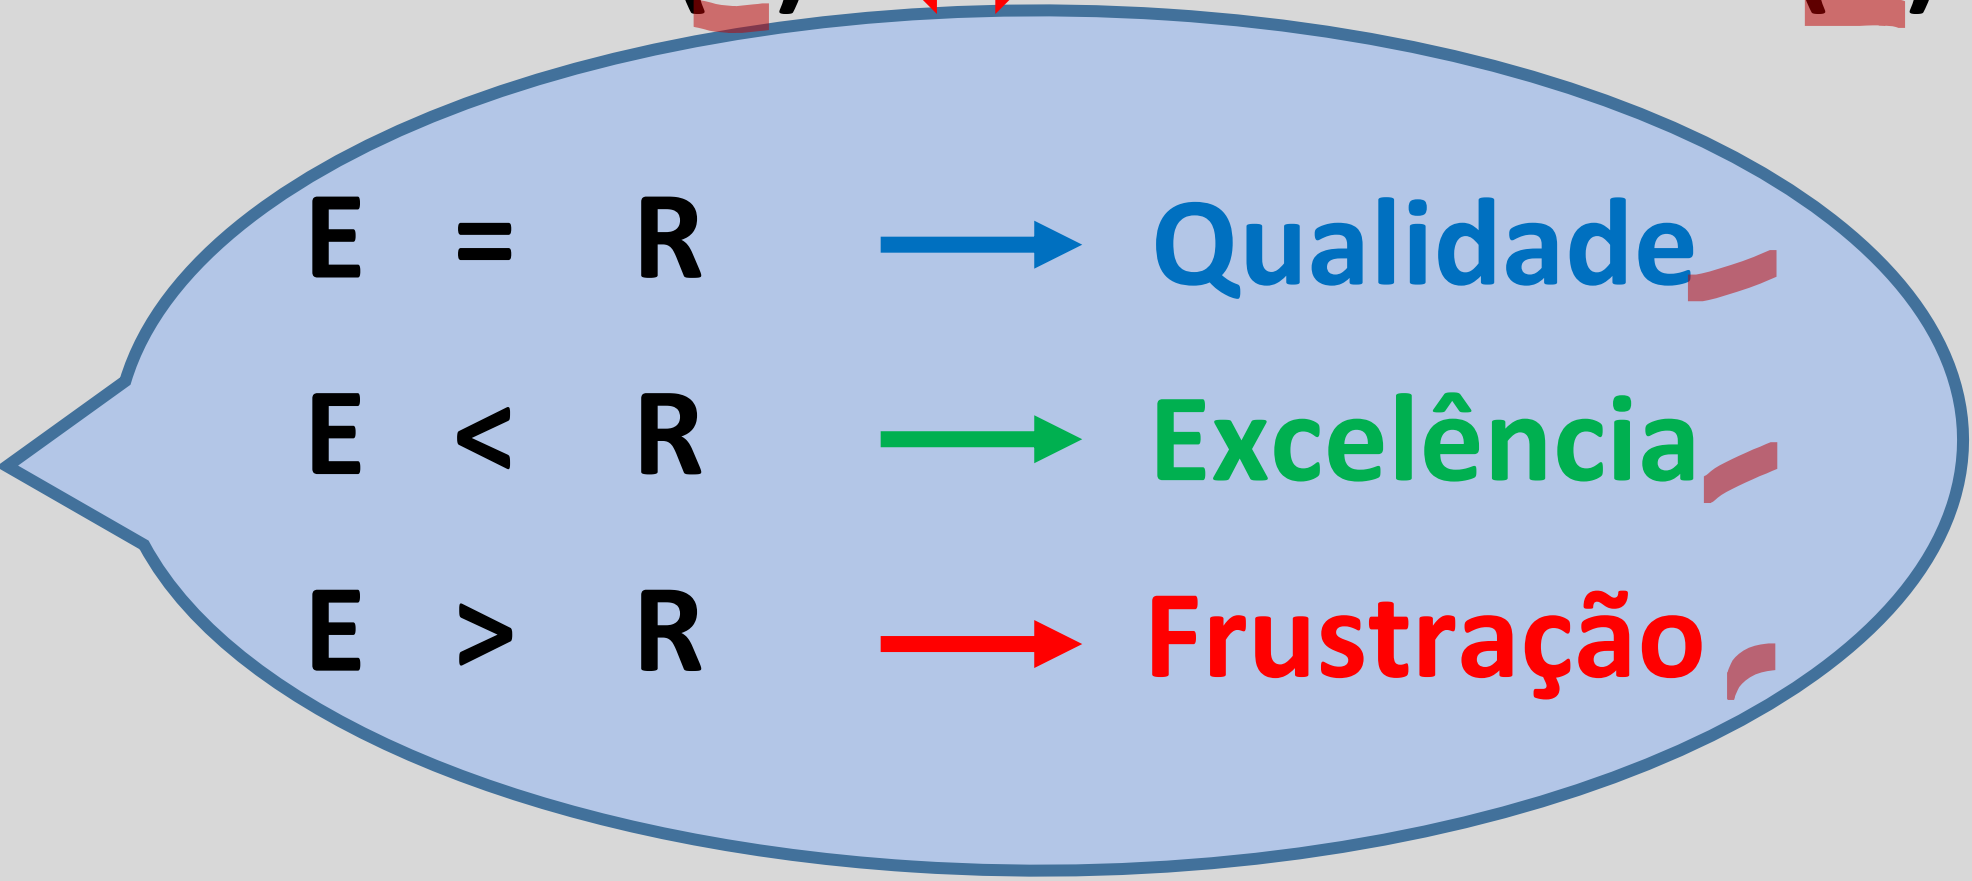 E = R Qualidade
E < R Excelência
E > R Frustração